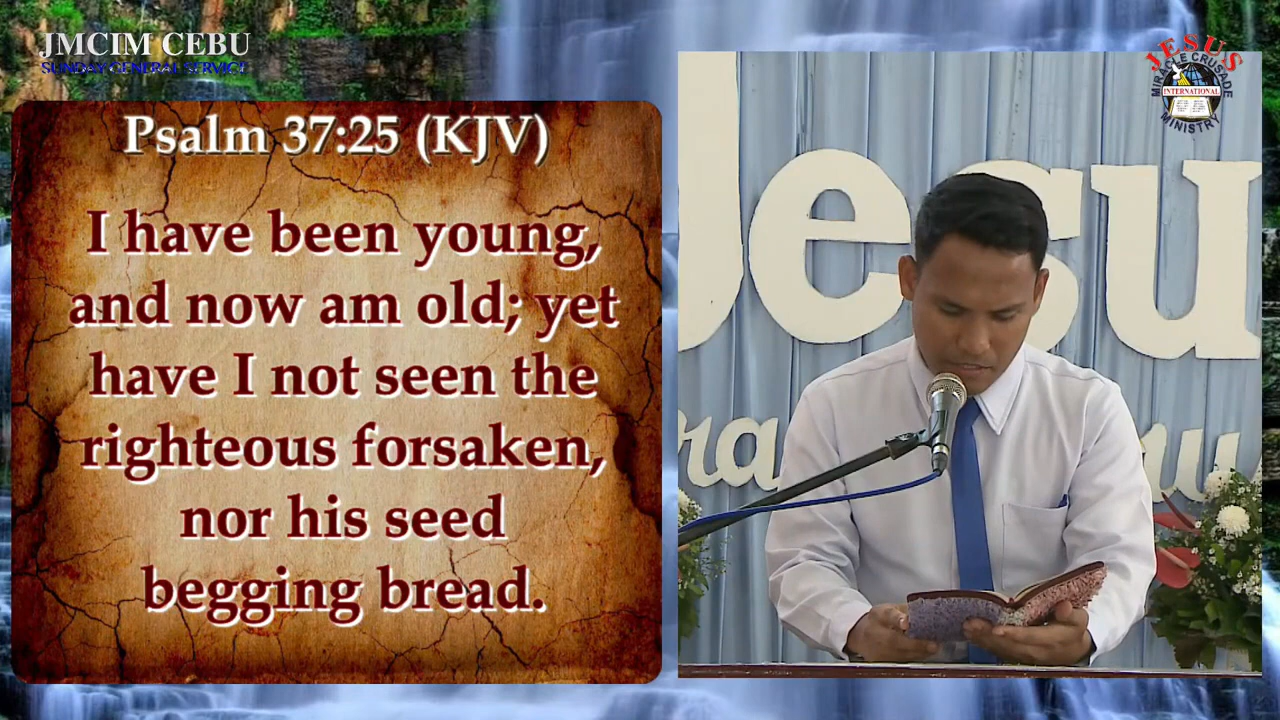 JMCIM CEBU
SUNDAY GENERAL SERVICE
Psalm 37:25 (KJV)
I have been young,
and now am old; yet
have I not seen the
righteous forsaken,
nor his seed
begging bread.
JESUS
MIRACLE CRUSADE
INTERNATIONAL
MINISTRY
Jesu